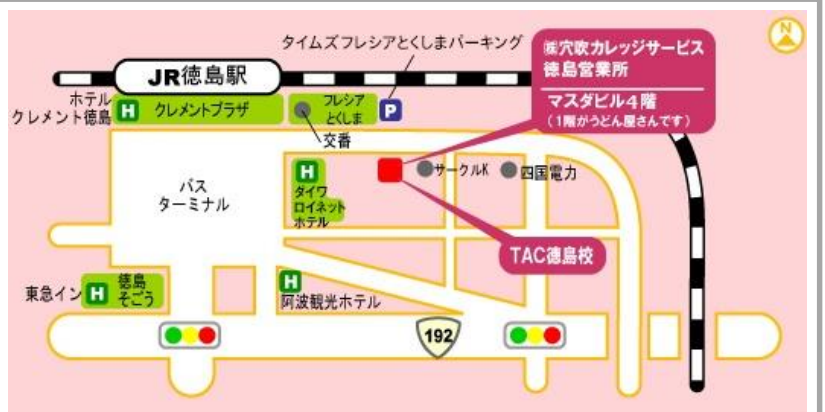 タイムズフレシアとくしまパーキング
N
㈱穴吹カレッジサービス
徳島営業所
マスダビル4階
(1階がうどん屋さんです)
JR徳島駅
ホテル
クレメント徳島
H
クレメントプラザ
フレシア
とくしま
P
交番
バス
ターミナル
H
ダイワ
ロイネット
ホテル
サークルK
四国電力
TAC徳島校
東急イン
H
徳島
そごう
H
阿波観光ホテル
192